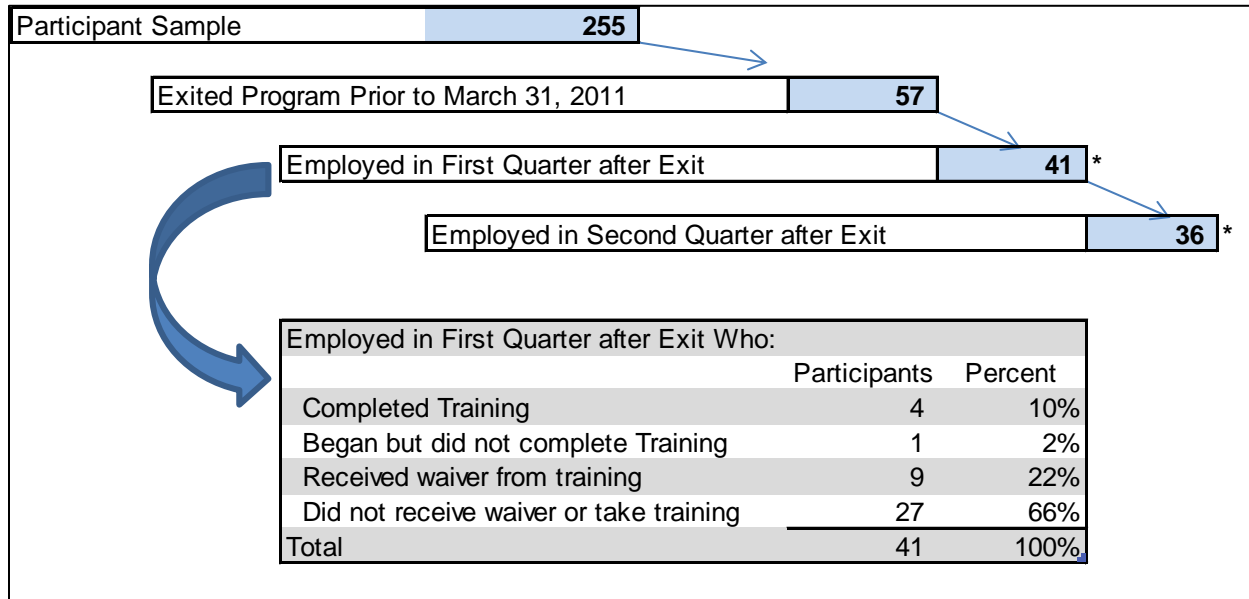 Participant Sample 255
Exited Program Prior to March 31, 2011 57
Employed in First Quarter after Exit 41 *
Employed in Second Quarter after Exit 36 *
Employed in First Quarter after Exit Who:
Participants Percent
Completed Training 4 10%
Began but did not complete Training 1 2%
Received waiver from training 9 22%
Did not receive waiver or take training 27 66%
Total 41 100%